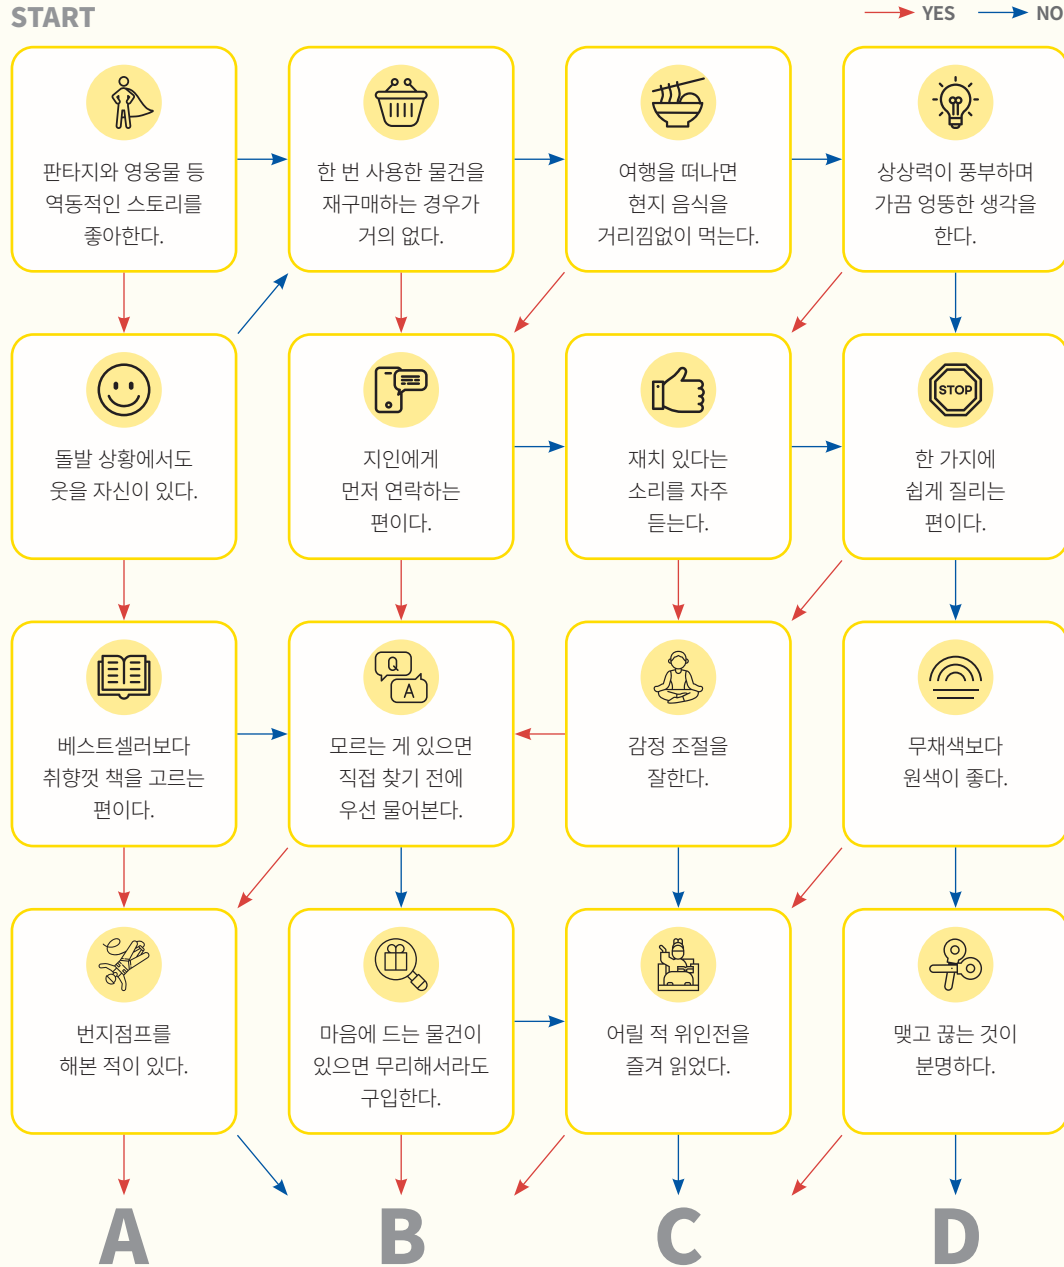 START
YES
NO
판타지와 영웅물 등
역동적인 스토리를
좋아한다.
한 번 사용한 물건을
재구매하는 경우가
거의 없다.
여행을 떠나면
현지 음식을
거리낌없이 먹는다.
상상력이 풍부하며
가끔 엉뚱한 생각을
한다.
돌발 상황에서도
웃을 자신이 있다.
지인에게
먼저 연락하는
편이다.
재치 있다는
소리를 자주
듣는다.
STOP
한 가지에
쉽게 질리는
편이다.
베스트셀러보다
취향껏 책을 고르는
편이다.
Q
A
모르는 게 있으면
직접 찾기 전에
우선 물어본다.
감정 조절을
잘한다.
무채색보다
원색이 좋다.
번지점프를
해본 적이 있다.
마음에 드는 물건이
있으면 무리해서라도
구입한다.
어릴 적 위인전을
즐겨 읽었다.
맺고 끊는 것이
분명하다.
A
B
C
D